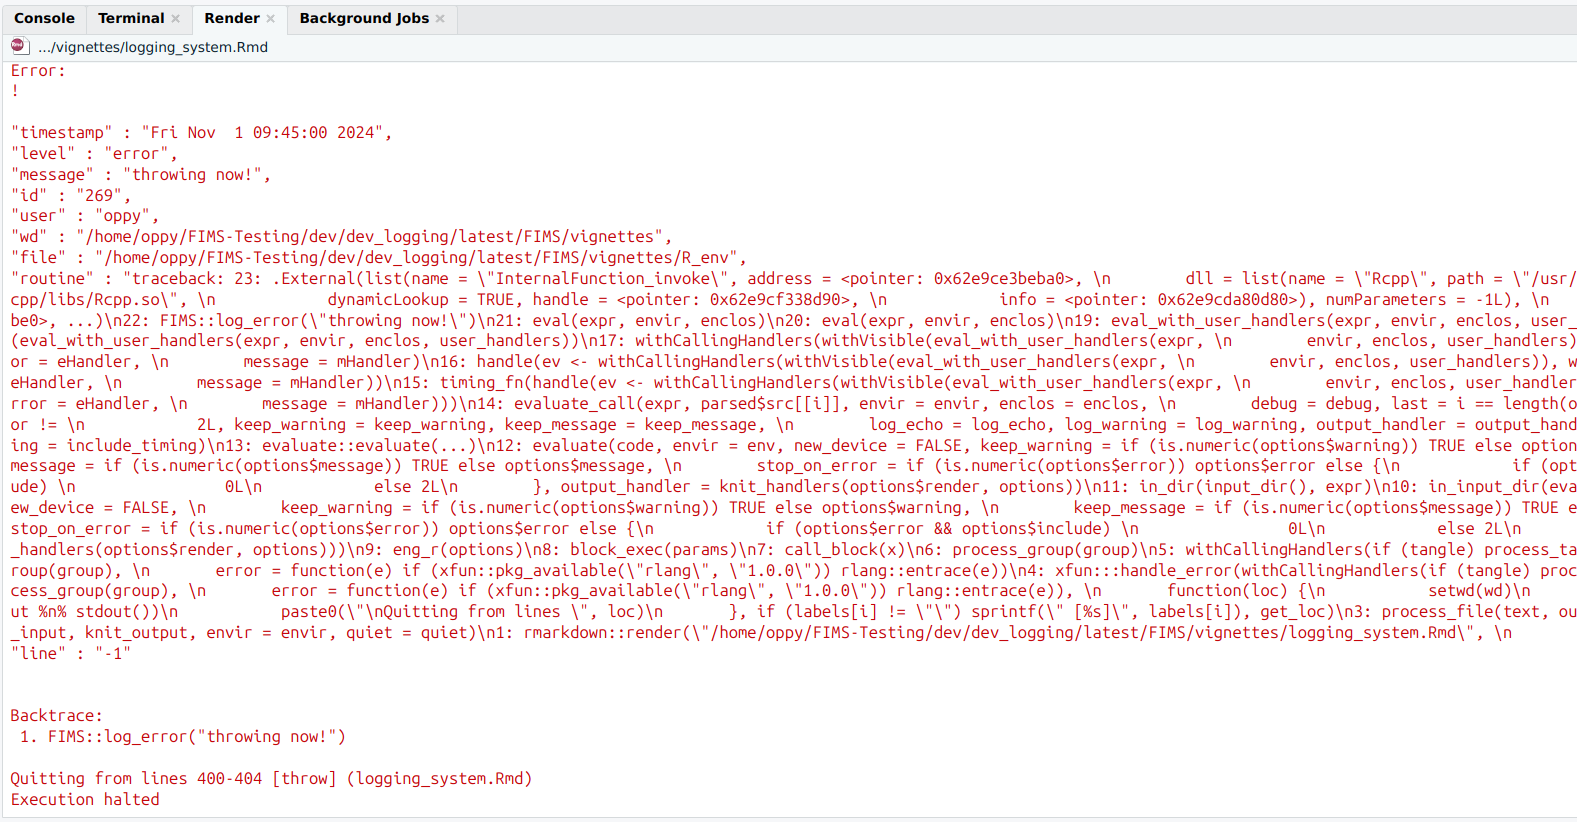 Console Terminal × Render × Background Jobs ×
Rmd .../vignettes/logging_system.Rmd
Error:
!
"timestamp" : "Fri Nov  1 09:45:00 2024",
"level" : "error",
"message" : "throwing now!",
"id" : "269",
"user" : "oppy",
"wd" : "/home/oppy/FIMS-Testing/dev/dev_logging/latest/FIMS/vignettes",
"file" : "/home/oppy/FIMS-Testing/dev/dev_logging/latest/FIMS/vignettes/R_env",
"routine" : "traceback: 23: .External(list(name = \"InternalFunction_invoke\", address = <pointer: 0x62e9ce3beba0>, \n        dll = list(name = \"Rcpp\", path = \"/usr/
cpp/libs/Rcpp.so\", \n            dynamicLookup = TRUE, handle = <pointer: 0x62e9cf338d90>, \n            info = <pointer: 0x62e9cda80d80>), numParameters = -1L), \n
be0>, ...)\n22: FIMS::log_error(\"throwing now!\")\n21: eval(expr, envir, enclos)\n20: eval(expr, envir, enclos)\n19: eval_with_user_handlers(expr, envir, enclos, user_
(eval_with_user_handlers(expr, envir, enclos, user_handlers))\n17: withCallingHandlers(withVisible(eval_with_user_handlers(expr, \n        envir, enclos, user_handlers)
or = eHandler, \n        message = mHandler)\n16: handle(ev <- withCallingHandlers(withVisible(eval_with_user_handlers(expr, \n        envir, enclos, user_handlers)), w
eHandler, \n        message = mHandler))\n15: timing_fn(handle(ev <- withCallingHandlers(withVisible(eval_with_user_handlers(expr, \n        envir, enclos, user_handler
rror = eHandler, \n        message = mHandler)))\n14: evaluate_call(expr, parsed$src[[i]], envir = envir, enclos = enclos, \n        debug = debug, last = i == length(o
or != \n            2L, keep_warning = keep_warning, keep_message = keep_message, \n        log_echo = log_echo, log_warning = log_warning, output_handler = output_hand
ing = include_timing)\n13: evaluate::evaluate(...)\n12: evaluate(code, envir = env, new_device = FALSE, keep_warning = if (is.numeric(options$warning)) TRUE else option
message = if (is.numeric(options$message)) TRUE else options$message, \n        stop_on_error = if (is.numeric(options$error)) options$error else {\n            if (opt
ude) \n                0L\n            else 2L\n        }, output_handler = knit_handlers(options$render, options))\n11: in_dir(input_dir(), expr)\n10: in_input_dir(eva
ew_device = FALSE, \n        keep_warning = if (is.numeric(options$warning)) TRUE else options$warning, \n        keep_message = if (is.numeric(options$message)) TRUE e
stop_on_error = if (is.numeric(options$error)) options$error else {\n            if (options$error && options$include) \n                0L\n            else 2L\n
_handlers(options$render, options)))\n9: eng_r(options)\n8: block_exec(params)\n7: call_block(x)\n6: process_group(group)\n5: withCallingHandlers(if (tangle) process_ta
roup(group), \n       error = function(e) if (xfun::pkg_available(\"rlang\", \"1.0.0\")) rlang::entrace(e))\n4: xfun:::handle_error(withCallingHandlers(if (tangle) proc
cess_group(group), \n        error = function(e) if (xfun::pkg_available(\"rlang\", \"1.0.0\")) rlang::entrace(e)), \n        function(loc) {\n            setwd(wd)\n
ut %n% stdout())\n           paste0(\"\nQuitting from lines \", loc)\n       }, if (labels[i] != \"\") sprintf(\" [%s]\", labels[i]), get_loc)\n3: process_file(text, ou
_input, knit_output, envir = envir, quiet = quiet)\n1: rmarkdown::render(\"/home/oppy/FIMS-Testing/dev/dev_logging/latest/FIMS/vignettes/logging_system.Rmd\", \n
"line" : "-1"
Backtrace:
1. FIMS::log_error("throwing now!")
Quitting from lines 400-404 [throw] (logging_system.Rmd)
Execution halted